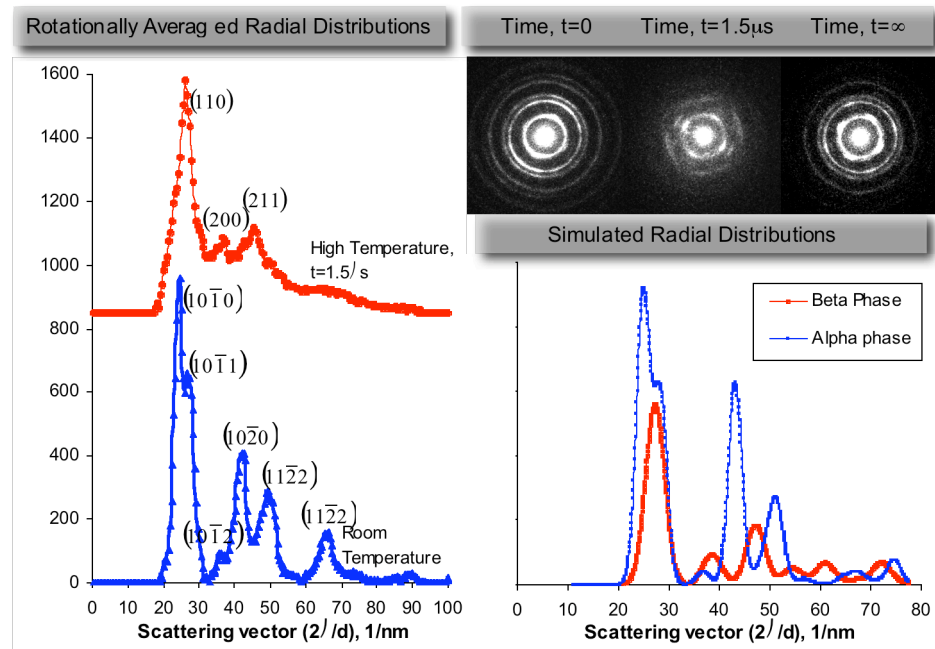 Rotationally Averag ed Radial Distributions
Time, t=0 Time, t=1.5μs Time, t=∞
1600
1400
1200
1000
800
600
400
200
0
(110)
(200)
(211)
High Temperature,
t=1.5⌡ s
(101̅0)
(101̅1)
(102̅0)
(112̅2)
(101̅2)
(112̅2)
Room
Temperature
0 10 20 30 40 50 60 70 80 90 100
Scattering vector (2⌡ /d), 1/nm
Simulated Radial Distributions
Beta Phase
Alpha phase
0 10 20 30 40 50 60 70 80
Scattering vector (2⌡ /d), 1/nm